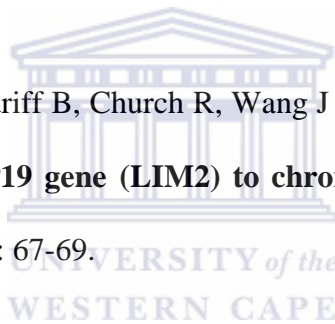 riff B, Church R, Wang J
19 gene (LIM2) to chro
: 67-69.
UNIVERSITY of the
WESTERN CAPE